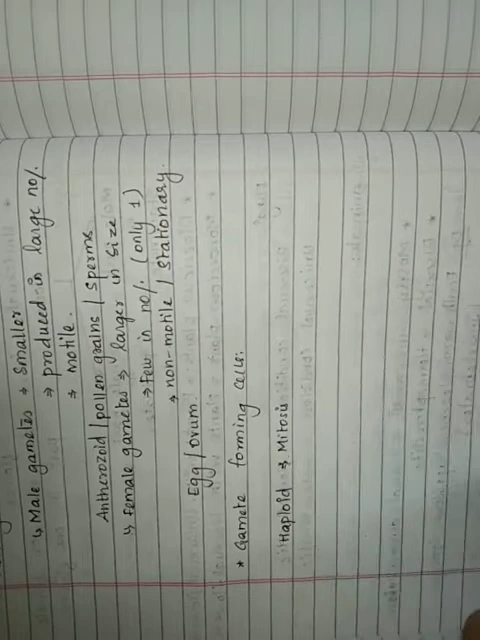 ↳ Male gametes → Smaller
⇒ produced in large no/.
⇒ Motile.
Antherozoid/pollen grains/sperms
↳ Female gametes ⇒ larger in size
⇒ Few in no/. (only 1)
→ non-motile/stationary.
Egg/ovum.
* Gamete forming cells:
Haploid ⇒ Mitosis